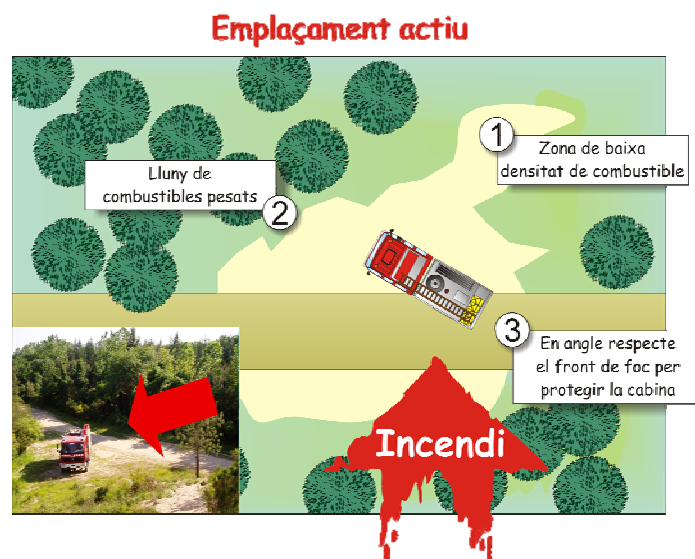 Emplaçament actiu
1
Zona de baixa
densitat de combustible
Lluny de
combustibles pesats
2
3
En angle respecte
el front de foc per
protegir la cabina
Incendi